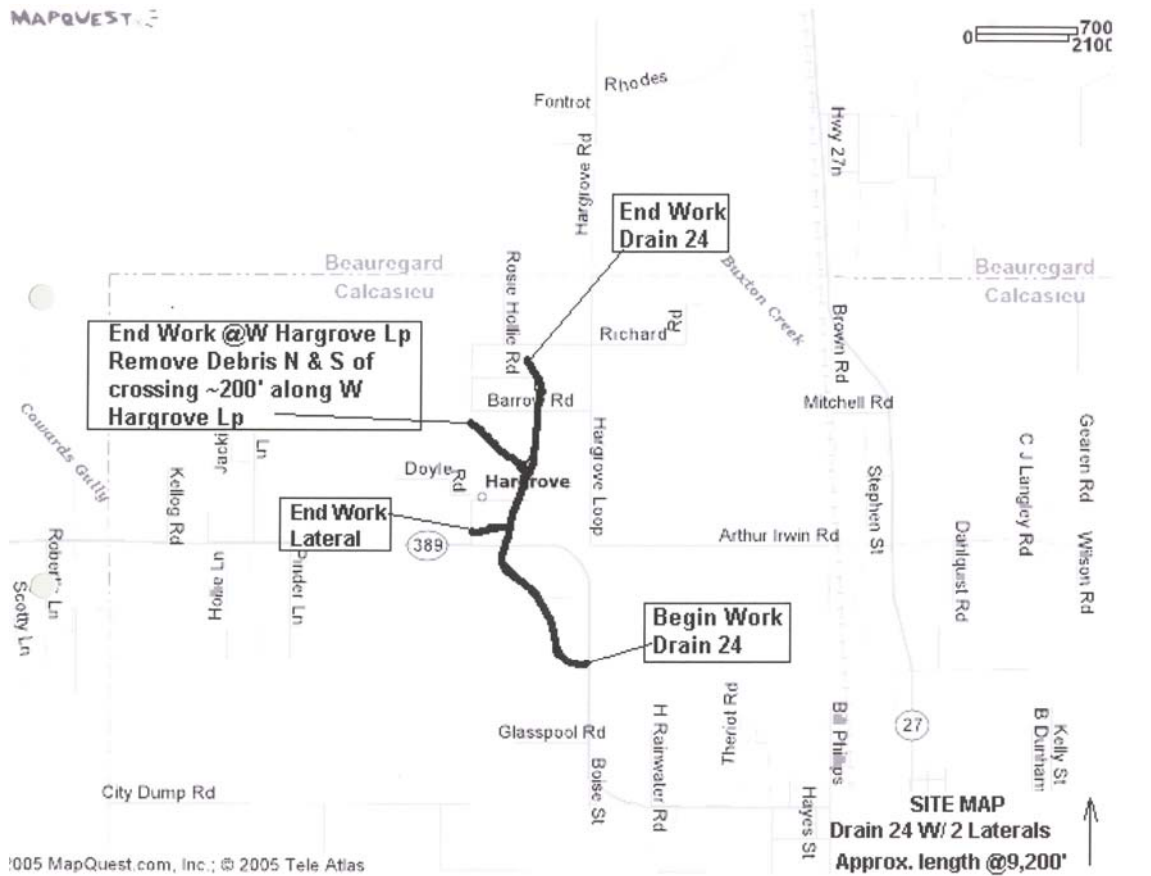 MAPQUEST
0 700
2100
Rhodes
Fontrot
Hargrove Rd
Hwy 27n
End Work
Drain 24
Beauregard
Calcasieu
Beauregard
Calcasieu
Rosie Hollie Rd
Buxton Creek
Richard Rd
Brown Rd
End Work @W Hargrove Lp
Remove Debris N & S of
crossing ~200' along W
Hargrove Lp
Barrow Rd
Mitchell Rd
Cowards Gully
Ln
Kellog Rd
Doyle Rd
Hargrove
Hargrove Loop
Stephen St
C J Langley Rd
Gearen Rd
End Work
Lateral
389
Arthur Irwin Rd
Dahlquist Rd
Wilson Rd
Scotty Ln
Hollie Ln
Ln
Begin Work
Drain 24
Glasspool Rd
Boise St
H Rainwater Rd
Theriot Rd
Bill Phillips
27
B Dunham
Kelly St
City Dump Rd
Hayes St
SITE MAP
Drain 24 W/ 2 Laterals
Approx. length @9,200'
2005 MapQuest.com, Inc.; © 2005 Tele Atlas